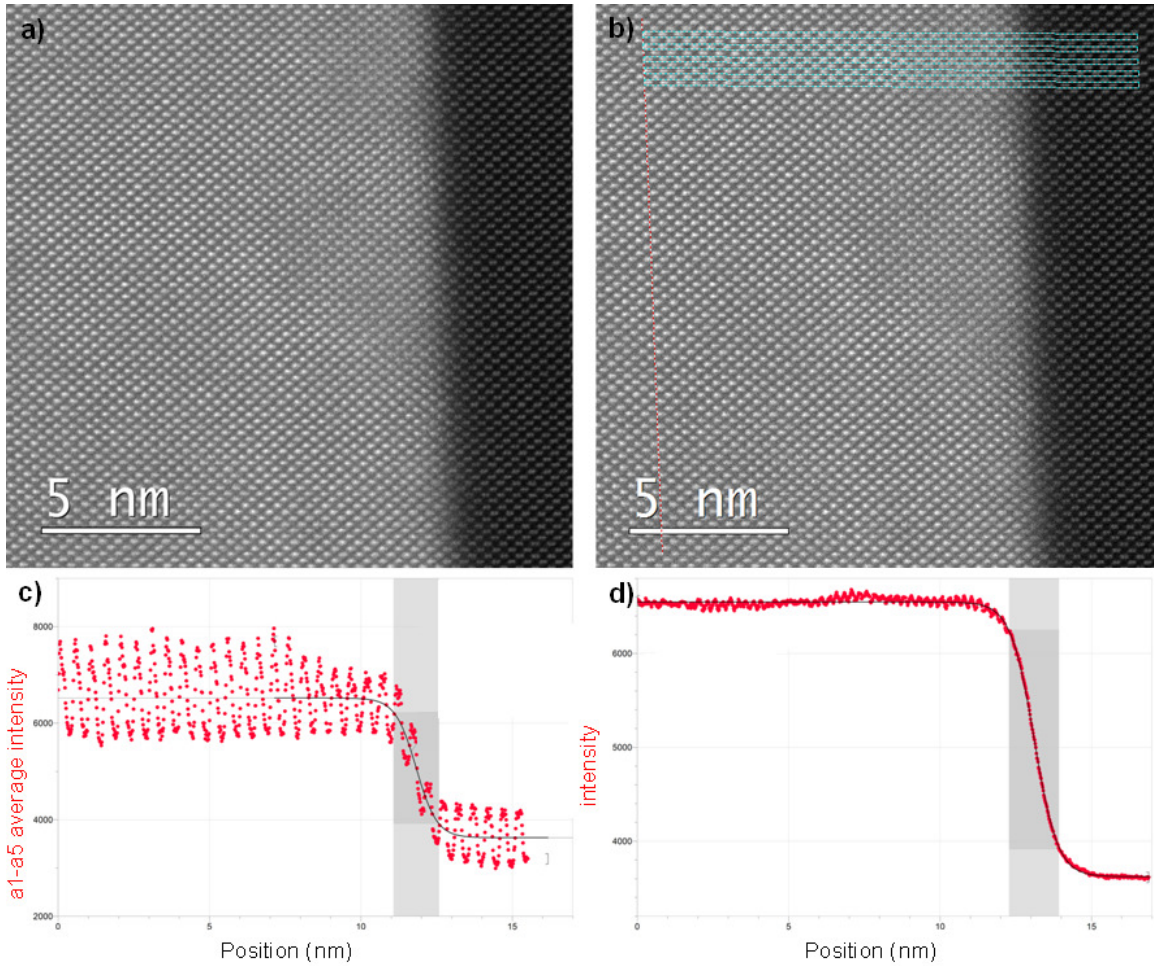 a)
5 nm
b)
5 nm
c)
8000
6000
4000
2000
0
5
10
15
a1-a5 average intensity
Position (nm)
d)
6000
5000
4000
0
5
10
15
intensity
Position (nm)